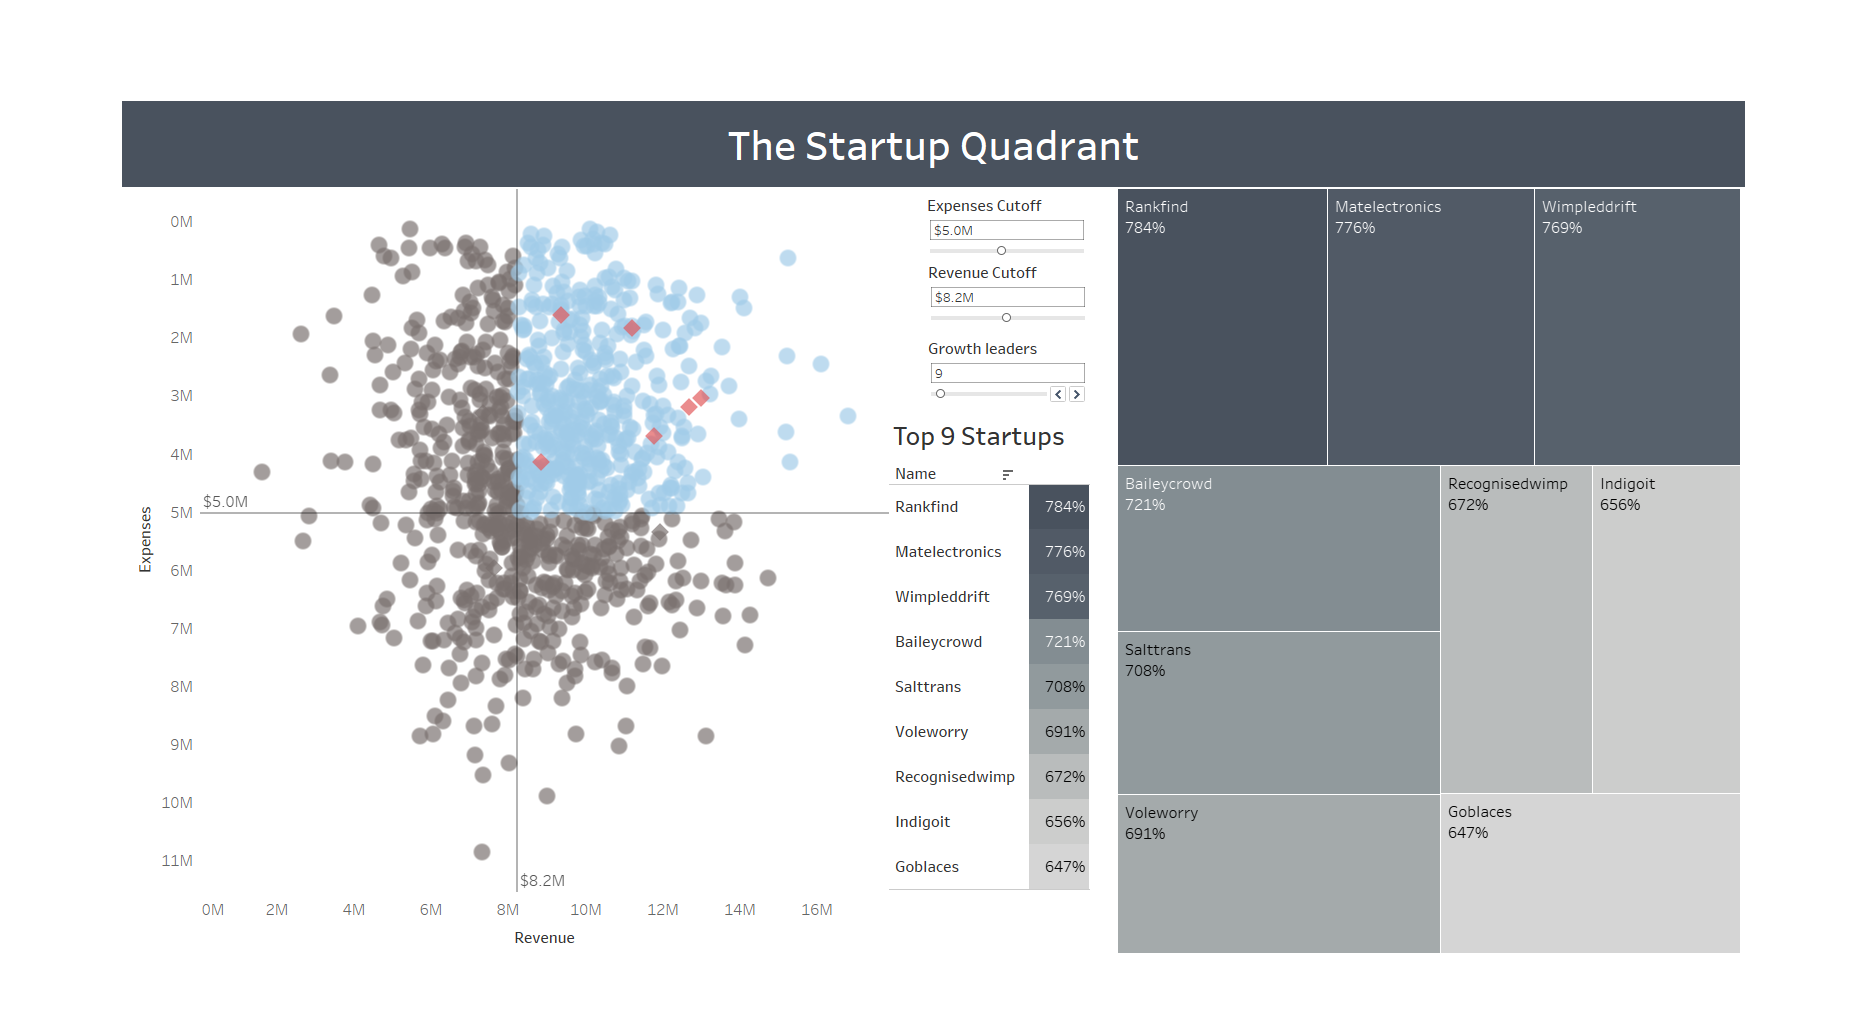 The Startup Quadrant
0M
1M
2M
3M
4M
5M
6M
7M
8M
9M
10M
11M
Expenses
$5.0M
$8.2M
0M 2M 4M 6M 8M 10M 12M 14M 16M
Revenue
Expenses Cutoff
$5.0M
Revenue Cutoff
$8.2M
Growth leaders
9
Top 9 Startups
Name
Rankfind 784%
Matelectronics 776%
Wimpleddrift 769%
Baileycrowd 721%
Salttrans 708%
Voleworry 691%
Recognisedwimp 672%
Indigoit 656%
Goblaces 647%
Rankfind
784%
Matelectronics
776%
Wimpleddrift
769%
Baileycrowd
721%
Recognisedwimp
672%
Indigoit
656%
Salttrans
708%
Voleworry
691%
Goblaces
647%